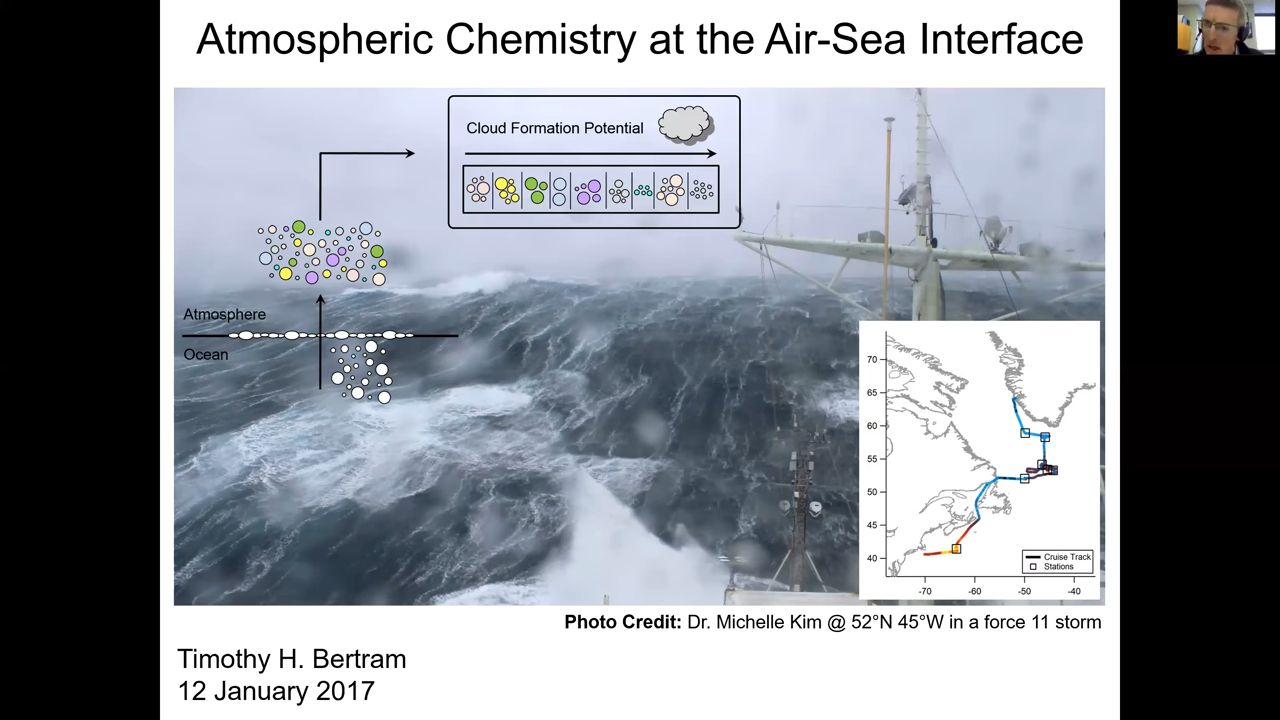 Atmospheric Chemistry at the Air-Sea Interface
Cloud Formation Potential
Atmosphere
Ocean
70
65
60
55
50
45
40
-70
-60
-50
-40
Cruise Track
Stations
Photo Credit: Dr. Michelle Kim @ 52°N 45°W in a force 11 storm
Timothy H. Bertram
12 January 2017